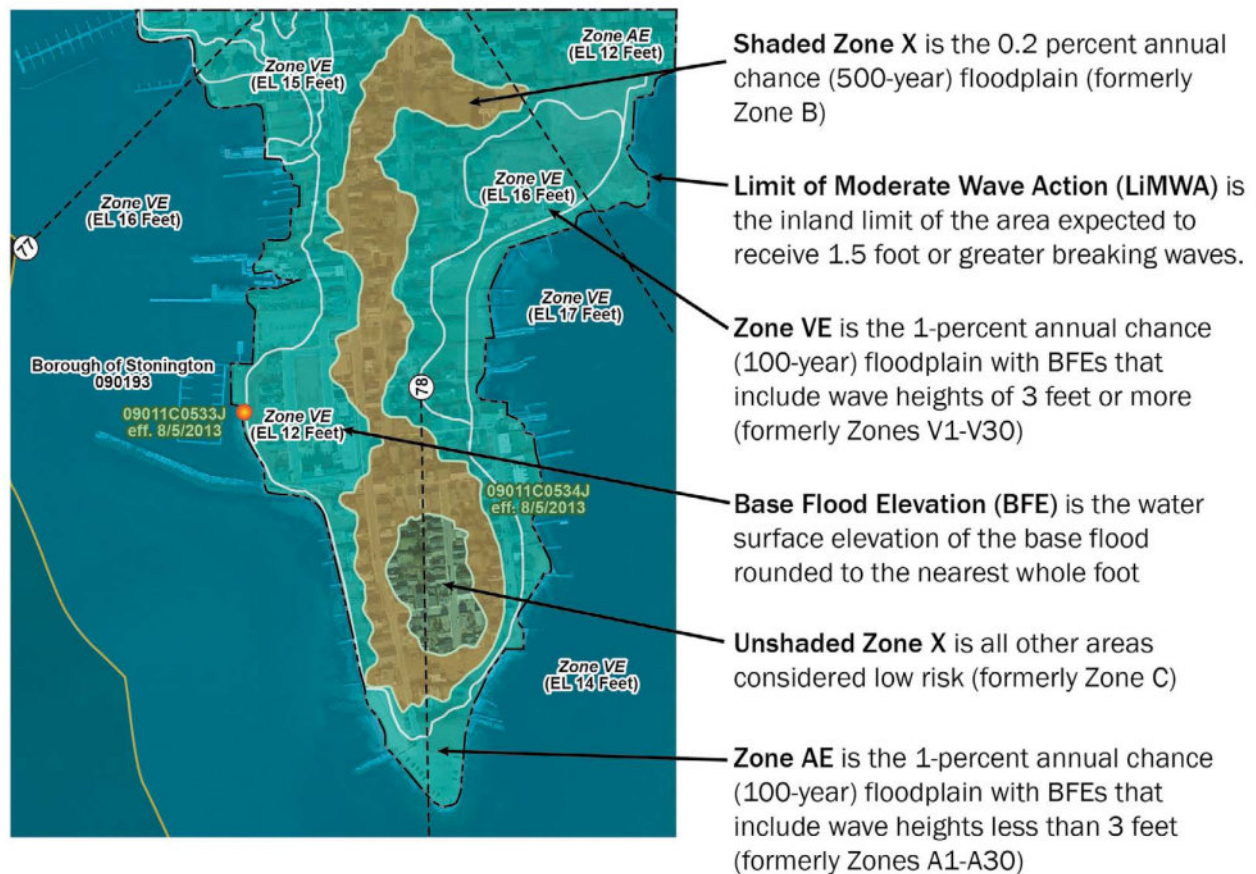 Zone AE
(EL 12 Feet)
Zone VE
(EL 15 Feet)
Zone VE
(EL 16 Feet)
Zone VE
(EL 16 Feet)
77
Zone VE
(EL 17 Feet)
Borough of Stonington
090193
78
09011C0533J
eff. 8/5/2013
Zone VE
(EL 12 Feet)
09011C0534J
eff. 8/5/2013
Zone VE
(EL 14 Feet)
Shaded Zone X is the 0.2 percent annual
chance (500-year) floodplain (formerly
Zone B)
Limit of Moderate Wave Action (LiMWA) is
the inland limit of the area expected to
receive 1.5 foot or greater breaking waves.
Zone VE is the 1-percent annual chance
(100-year) floodplain with BFEs that
include wave heights of 3 feet or more
(formerly Zones V1-V30)
Base Flood Elevation (BFE) is the water
surface elevation of the base flood
rounded to the nearest whole foot
Unshaded Zone X is all other areas
considered low risk (formerly Zone C)
Zone AE is the 1-percent annual chance
(100-year) floodplain with BFEs that
include wave heights less than 3 feet
(formerly Zones A1-A30)